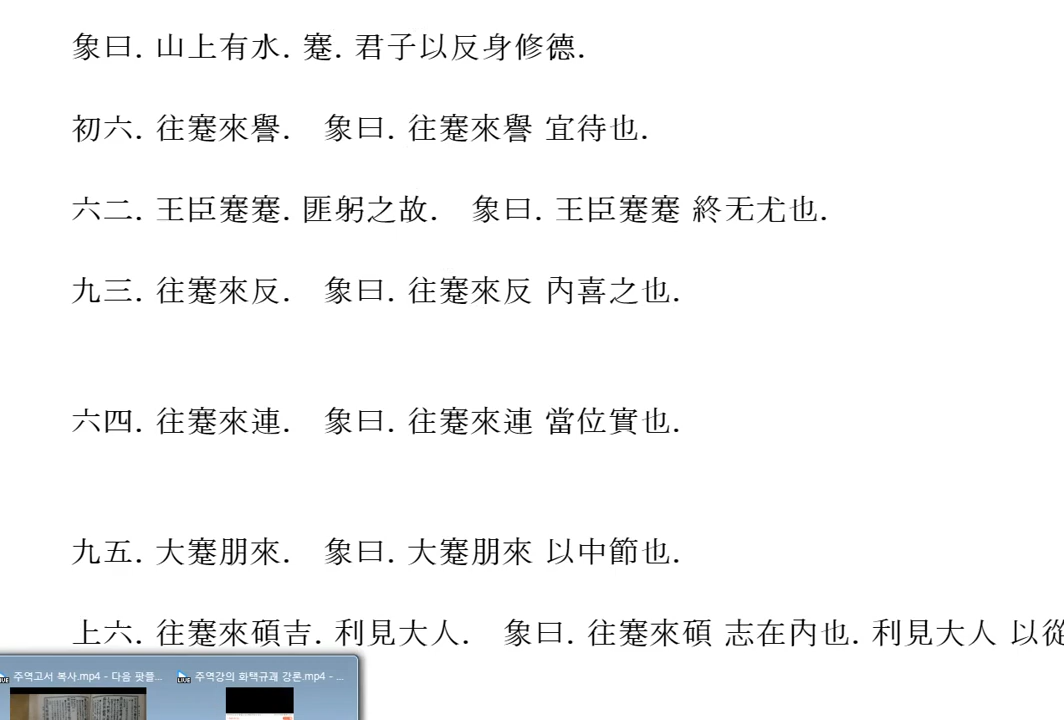 象曰. 山上有水. 蹇. 君子以反身修德.
初六. 往蹇來譽. 象曰. 往蹇來譽 宜待也.
六二. 王臣蹇蹇. 匪躬之故. 象曰. 王臣蹇蹇 終无尤也.
九三. 往蹇來反. 象曰. 往蹇來反 內喜之也.
六四. 往蹇來連. 象曰. 往蹇來連 當位實也.
九五. 大蹇朋來. 象曰. 大蹇朋來 以中節也.
上六. 往蹇來碩吉. 利見大人. 象曰. 往蹇來碩 志在內也. 利見大人 以從
주역고서 복사.mp4 - 다음 팟플... 주역강의 화택규괘 강론.mp4 - ...